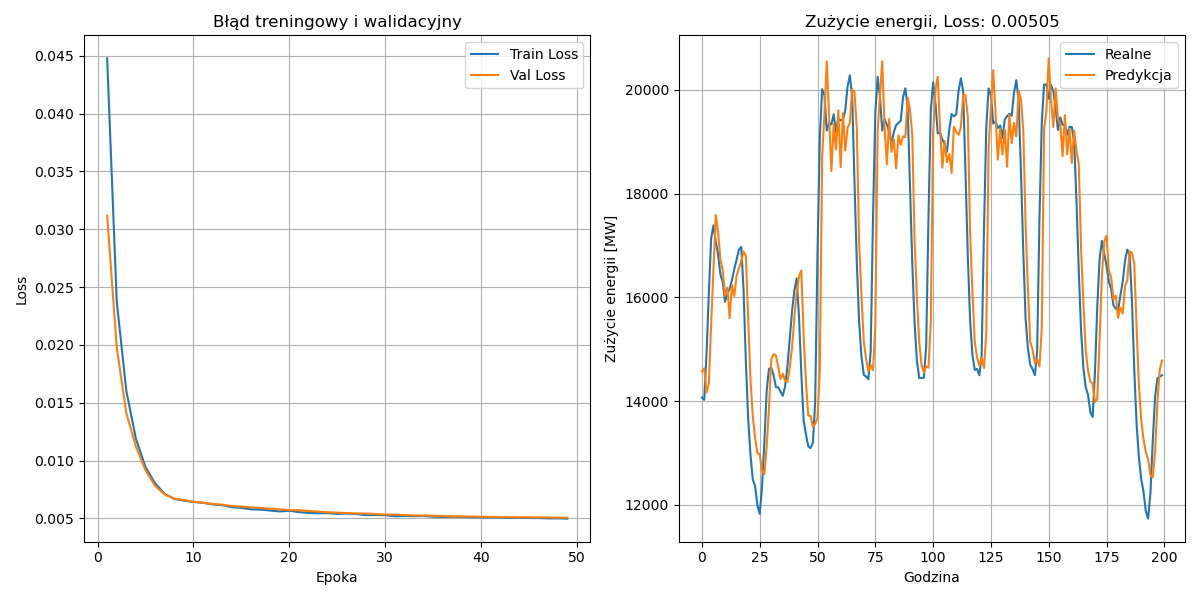 Błąd treningowy i walidacyjny
Train Loss
Val Loss
0.045
0.040
0.035
0.030
0.025
0.020
0.015
0.010
0.005
Loss
0
10
20
30
40
50
Epoka
Zużycie energii, Loss: 0.00505
Realne
Predykcja
20000
18000
16000
14000
12000
Zużycie energii [MW]
0
25
50
75
100
125
150
175
200
Godzina